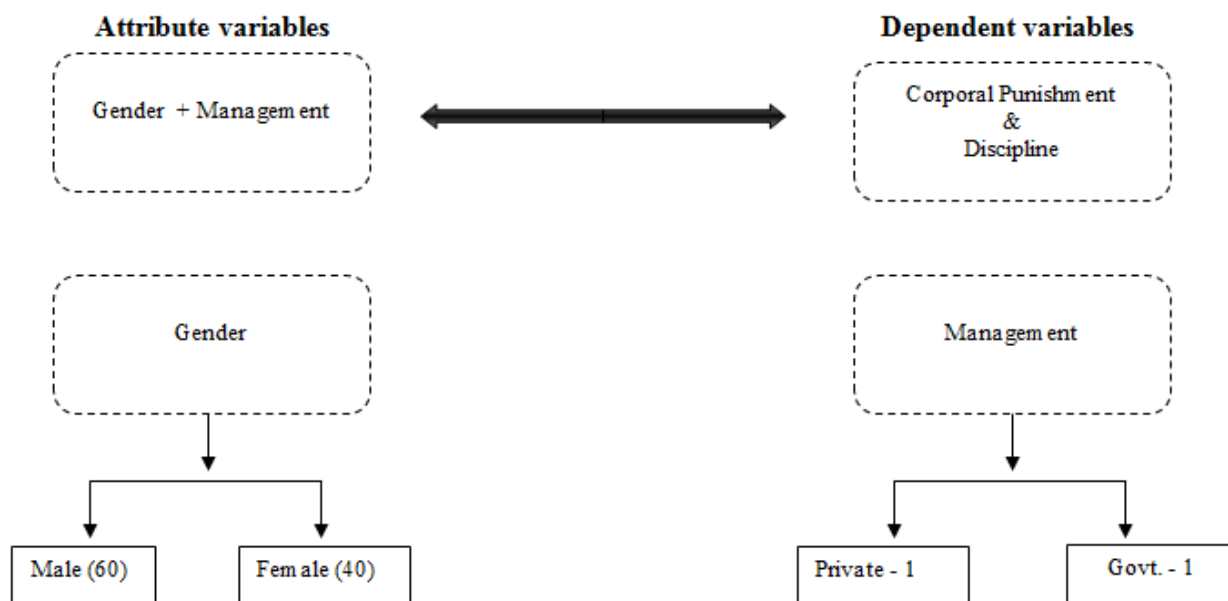 Attribute variables
Dependent variables
Gender + Management
Corporal Punishment
&
Discipline
Gender
Management
Male (60)
Female (40)
Private - 1
Govt. - 1